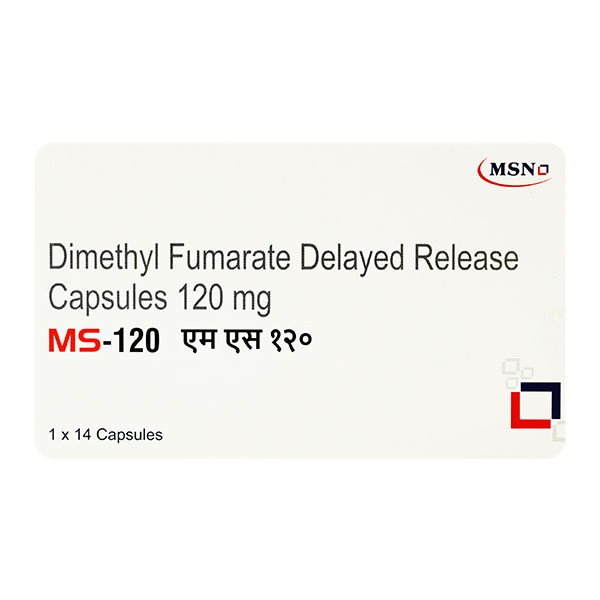 MSN
Dimethyl Fumarate Delayed Release
Capsules 120 mg
MS-120 एम एस १२०
1 x 14 Capsules